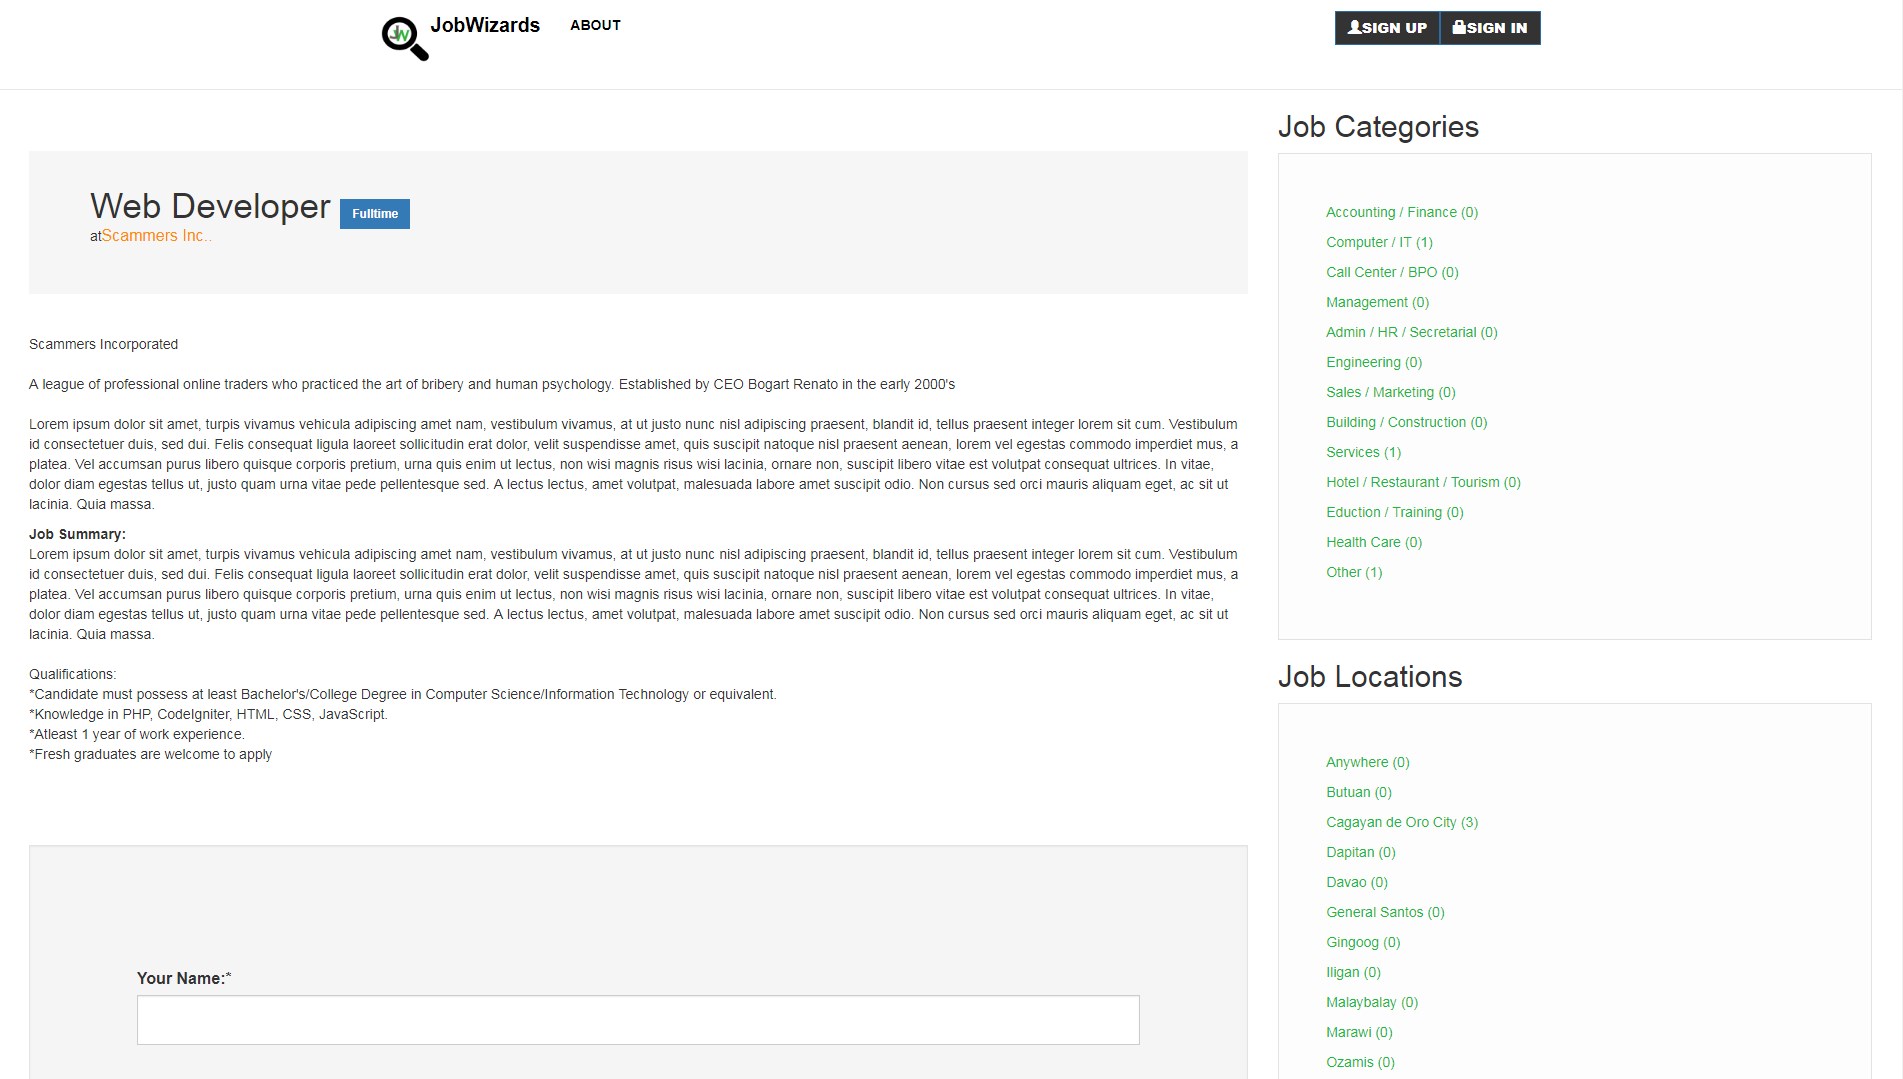 JW
JobWizards
ABOUT
SIGN UP
SIGN IN
Web Developer
Fulltime
atScammers Inc..
Scammers Incorporated
A league of professional online traders who practiced the art of bribery and human psychology. Established by CEO Bogart Renato in the early 2000's
Lorem ipsum dolor sit amet, turpis vivamus vehicula adipiscing amet nam, vestibulum vivamus, at ut justo nunc nisl adipiscing praesent, blandit id, tellus praesent integer lorem sit cum. Vestibulum
id consectetuer duis, sed dui. Felis consequat ligula laoreet sollicitudin erat dolor, velit suspendisse amet, quis suscipit natoque nisl praesent aenean, lorem vel egestas commodo imperdiet mus, a
platea. Vel accumsan purus libero quisque corporis pretium, urna quis enim ut lectus, non wisi magnis risus wisi lacinia, ornare non, suscipit libero vitae est volutpat consequat ultrices. In vitae,
dolor diam egestas tellus ut, justo quam urna vitae pede pellentesque sed. A lectus lectus, amet volutpat, malesuada labore amet suscipit odio. Non cursus sed orci mauris aliquam eget, ac sit ut
lacinia. Quia massa.
Job Summary:
Lorem ipsum dolor sit amet, turpis vivamus vehicula adipiscing amet nam, vestibulum vivamus, at ut justo nunc nisl adipiscing praesent, blandit id, tellus praesent integer lorem sit cum. Vestibulum
id consectetuer duis, sed dui. Felis consequat ligula laoreet sollicitudin erat dolor, velit suspendisse amet, quis suscipit natoque nisl praesent aenean, lorem vel egestas commodo imperdiet mus, a
platea. Vel accumsan purus libero quisque corporis pretium, urna quis enim ut lectus, non wisi magnis risus wisi lacinia, ornare non, suscipit libero vitae est volutpat consequat ultrices. In vitae,
dolor diam egestas tellus ut, justo quam urna vitae pede pellentesque sed. A lectus lectus, amet volutpat, malesuada labore amet suscipit odio. Non cursus sed orci mauris aliquam eget, ac sit ut
lacinia. Quia massa.
Qualifications:
*Candidate must possess at least Bachelor's/College Degree in Computer Science/Information Technology or equivalent.
*Knowledge in PHP, CodeIgniter, HTML, CSS, JavaScript.
*Atleast 1 year of work experience.
*Fresh graduates are welcome to apply
Your Name:*
Job Categories
Accounting / Finance (0)
Computer / IT (1)
Call Center / BPO (0)
Management (0)
Admin / HR / Secretarial (0)
Engineering (0)
Sales / Marketing (0)
Building / Construction (0)
Services (1)
Hotel / Restaurant / Tourism (0)
Eduction / Training (0)
Health Care (0)
Other (1)
Job Locations
Anywhere (0)
Butuan (0)
Cagayan de Oro City (3)
Dapitan (0)
Davao (0)
General Santos (0)
Gingoog (0)
Iligan (0)
Malaybalay (0)
Marawi (0)
Ozamis (0)